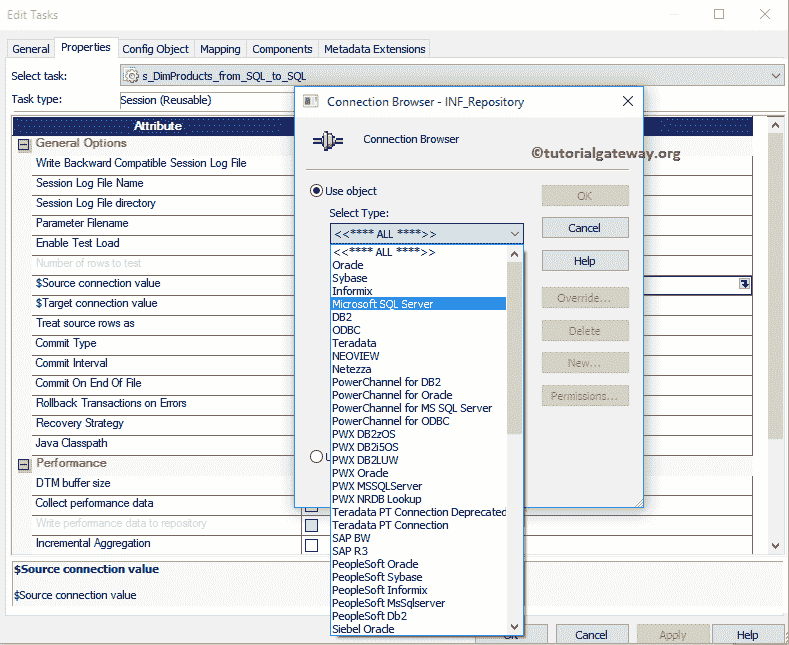 Edit Tasks
General Properties Config Object Mapping Components Metadata Extensions
Select task: s_DimProducts_from_SQL_to_SQL
Task type: Session (Reusable)
Attribute
General Options
Write Backward Compatible Session Log File
Session Log File Name
Session Log File directory
Parameter Filename
Enable Test Load
Number of rows to test
$Source connection value
$Target connection value
Treat source rows as
Commit Type
Commit Interval
Commit On End Of File
Rollback Transactions on Errors
Recovery Strategy
Java Classpath
Performance
DTM buffer size
Collect performance data
Write performance data to repository
Incremental Aggregation
$Source connection value
$Source connection value
Connection Browser - INF_Repository
Connection Browser
©tutorialgateway.org
Use object
Select Type:
<<**** ALL ****>>
<<**** ALL ****>>
Oracle
Sybase
Informix
Microsoft SQL Server
DB2
ODBC
Teradata
NEOVIEW
Netezza
PowerChannel for DB2
PowerChannel for Oracle
PowerChannel for MS SQL Server
PowerChannel for ODBC
PWX DB2zOS
PWX DB2i5OS
PWX DB2LUW
PWX Oracle
PWX MSSQLServer
PWX NRDB Lookup
Teradata PT Connection Deprecated
Teradata PT Connection
SAP BW
SAP R3
PeopleSoft Oracle
PeopleSoft Sybase
PeopleSoft Informix
PeopleSoft MsSqlserver
PeopleSoft Db2
Siebel Oracle
OK
Cancel
Help
Override...
Delete
New...
Permissions...
Cancel Apply Help